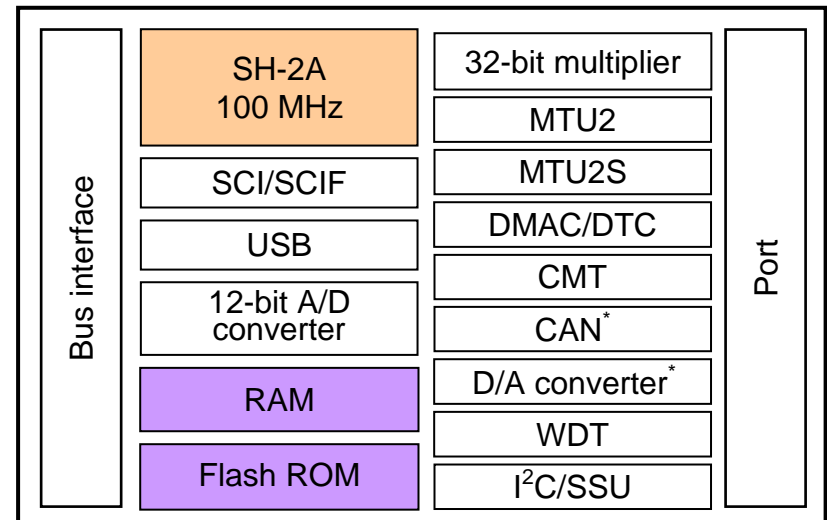 Bus interface
SH-2A
100 MHz
SCI/SCIF
USB
12-bit A/D
converter
RAM
Flash ROM
32-bit multiplier
MTU2
MTU2S
DMAC/DTC
CMT
CAN*
D/A converter*
WDT
I²C/SSU
Port